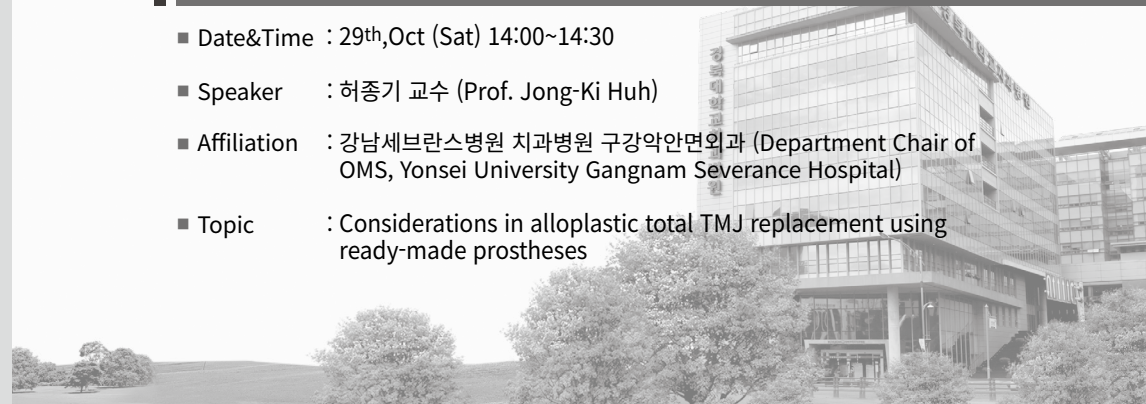 ■ Date&Time : 29th,Oct (Sat) 14:00~14:30
■ Speaker : 허종기 교수 (Prof. Jong-Ki Huh)
■ Affiliation : 강남세브란스병원 치과병원 구강악안면외과 (Department Chair of
OMS, Yonsei University Gangnam Severance Hospital)
■ Topic : Considerations in alloplastic total TMJ replacement using
ready-made prostheses